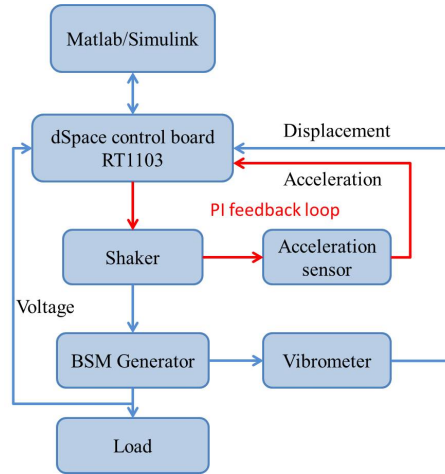 Matlab/Simulink
dSpace control board
RT1103
Displacement
Acceleration
PI feedback loop
Shaker
Acceleration
sensor
Voltage
BSM Generator
Vibrometer
Load